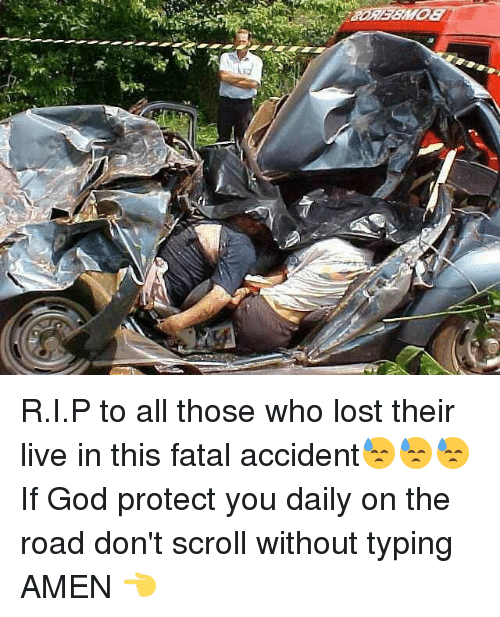 BOMBEIROS
R.I.P to all those who lost their
live in this fatal accident😓😓😓
If God protect you daily on the
road don't scroll without typing
AMEN 👈